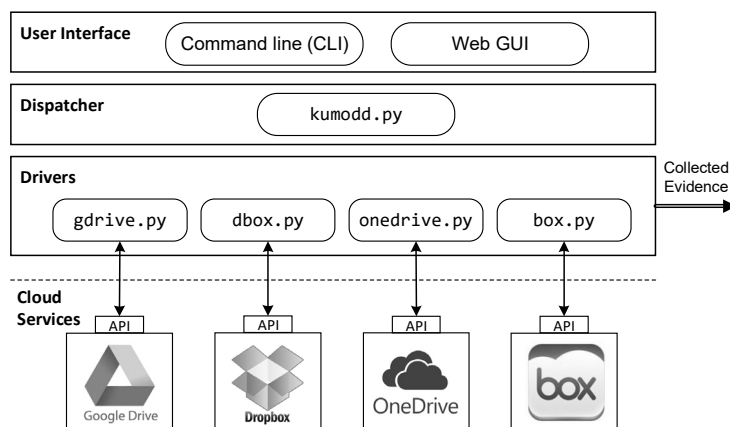 User Interface
Command line (CLI)
Web GUI
Dispatcher
kumodd.py
Drivers
Collected
Evidence
gdrive.py
dbox.py
onedrive.py
box.py
Cloud
Services
API
API
API
API
Google Drive
Dropbox
OneDrive
box